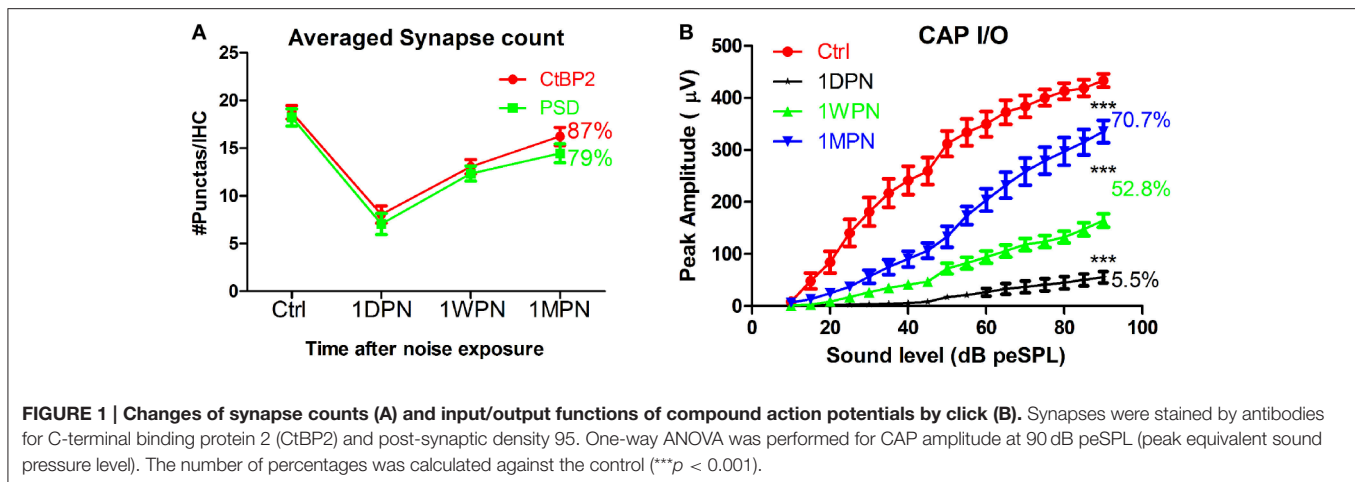 A
Averaged Synapse count
25
20
15
10
5
0
#Punctas/IHC
CtBP2
PSD
87%
79%
Ctrl
1DPN
1WPN
1MPN
Time after noise exposure
B
CAP I/O
500
400
300
200
100
0
Peak Amplitude ( μV)
Ctrl
1DPN
1WPN
1MPN
***
70.7%
***
52.8%
***
5.5%
0
20
40
60
80
100
Sound level (dB peSPL)
FIGURE 1 | Changes of synapse counts (A) and input/output functions of compound action potentials by click (B). Synapses were stained by antibodies
for C-terminal binding protein 2 (CtBP2) and post-synaptic density 95. One-way ANOVA was performed for CAP amplitude at 90 dB peSPL (peak equivalent sound
pressure level). The number of percentages was calculated against the control (***p < 0.001).